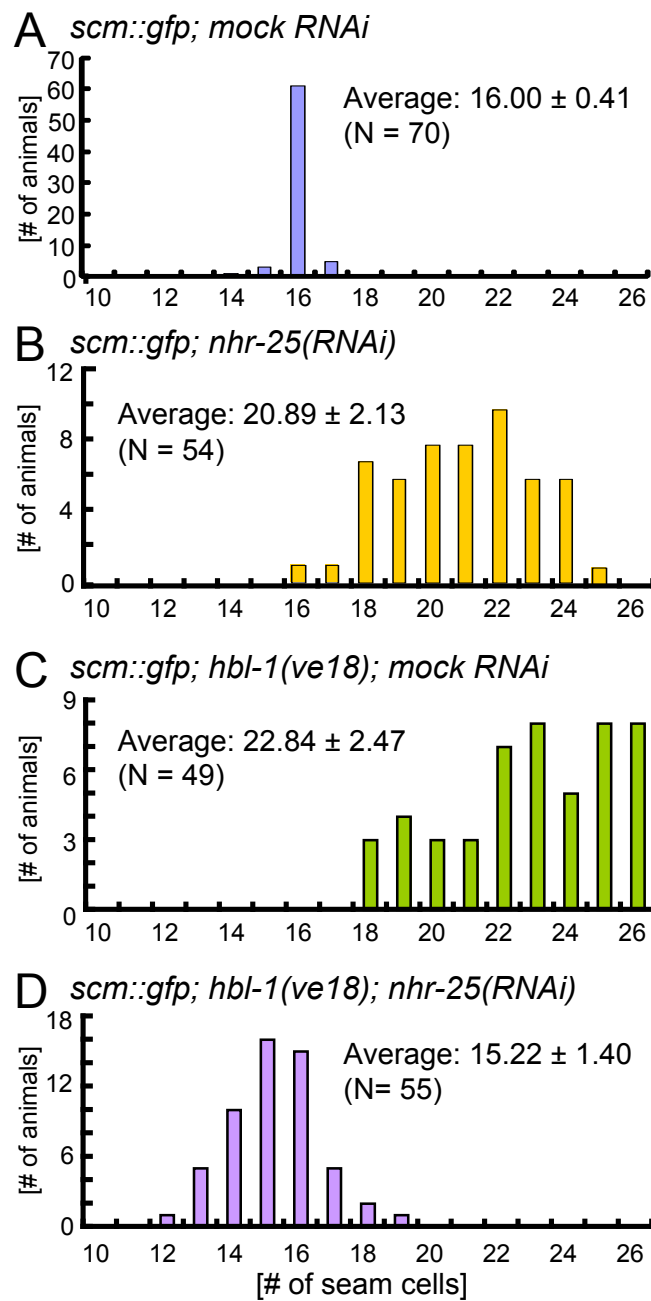 A scm::gfp; mock RNAi
[# of animals]
70
60
50
40
30
20
10
0
Average: 16.00 ± 0.41
(N = 70)
10 12 14 16 18 20 22 24 26
B scm::gfp; nhr-25(RNAi)
[# of animals]
12
8
4
0
Average: 20.89 ± 2.13
(N = 54)
10 12 14 16 18 20 22 24 26
C scm::gfp; hbl-1(ve18); mock RNAi
[# of animals]
9
6
3
0
Average: 22.84 ± 2.47
(N = 49)
10 12 14 16 18 20 22 24 26
D scm::gfp; hbl-1(ve18); nhr-25(RNAi)
[# of animals]
18
12
6
0
Average: 15.22 ± 1.40
(N= 55)
10 12 14 16 18 20 22 24 26
[# of seam cells]